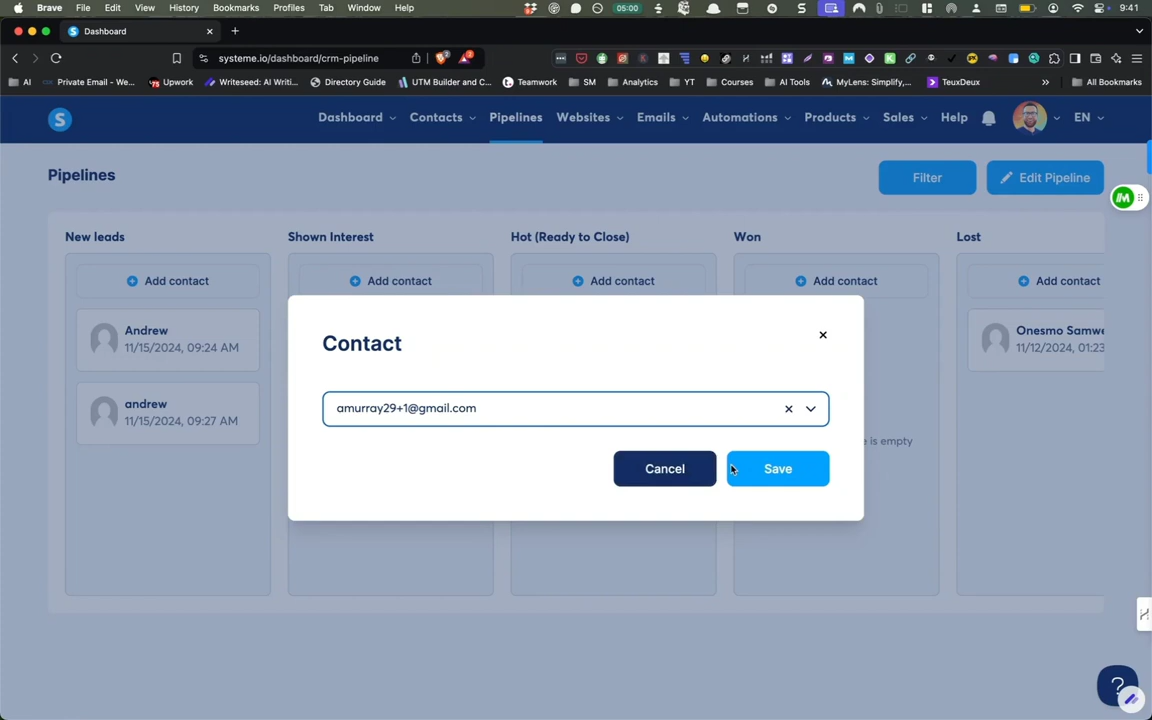 Brave File Edit View History Bookmarks Profiles Tab Window Help 05:00 9:41
Dashboard
systeme.io/dashboard/crm-pipeline
AI Private Email - We... Upwork Writeseed: AI Writi... Directory Guide UTM Builder and C... Teamwork SM Analytics YT Courses AI Tools MyLens: Simplify,... TeuxDeux All Bookmarks
Dashboard Contacts Pipelines Websites Emails Automations Products Sales Help EN
Pipelines
Filter Edit Pipeline
New leads Shown Interest Hot (Ready to Close) Won Lost
Add contact Add contact Add contact Add contact Add contact
Andrew
11/15/2024, 09:24 AM
andrew
11/15/2024, 09:27 AM
Onesmo Samwe
11/12/2024, 01:23
e is empty
Contact
amurray29+1@gmail.com
Cancel Save